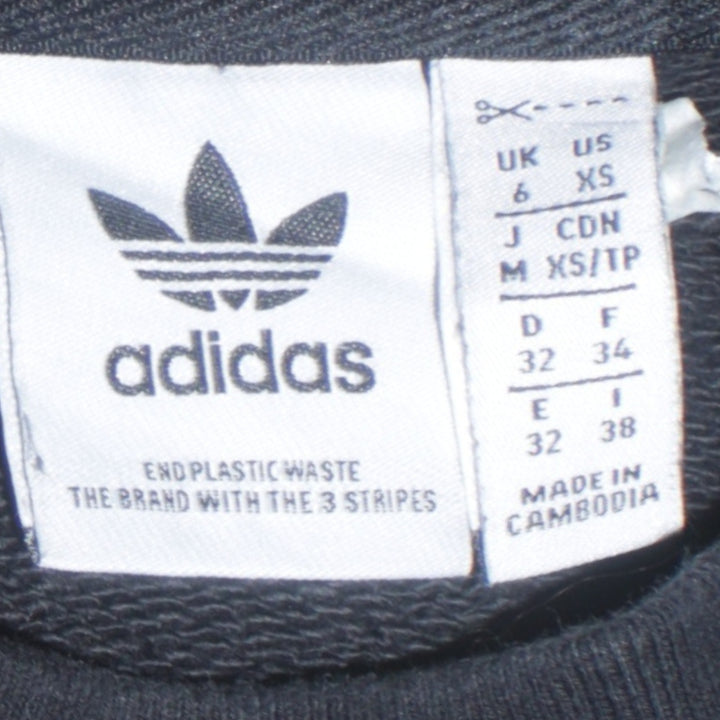 adidas
END PLASTIC WASTE
THE BRAND WITH THE 3 STRIPES
UK US
6 XS
J CDN
M XS/TP
D F
32 34
E I
32 38
MADE IN
CAMBODIA